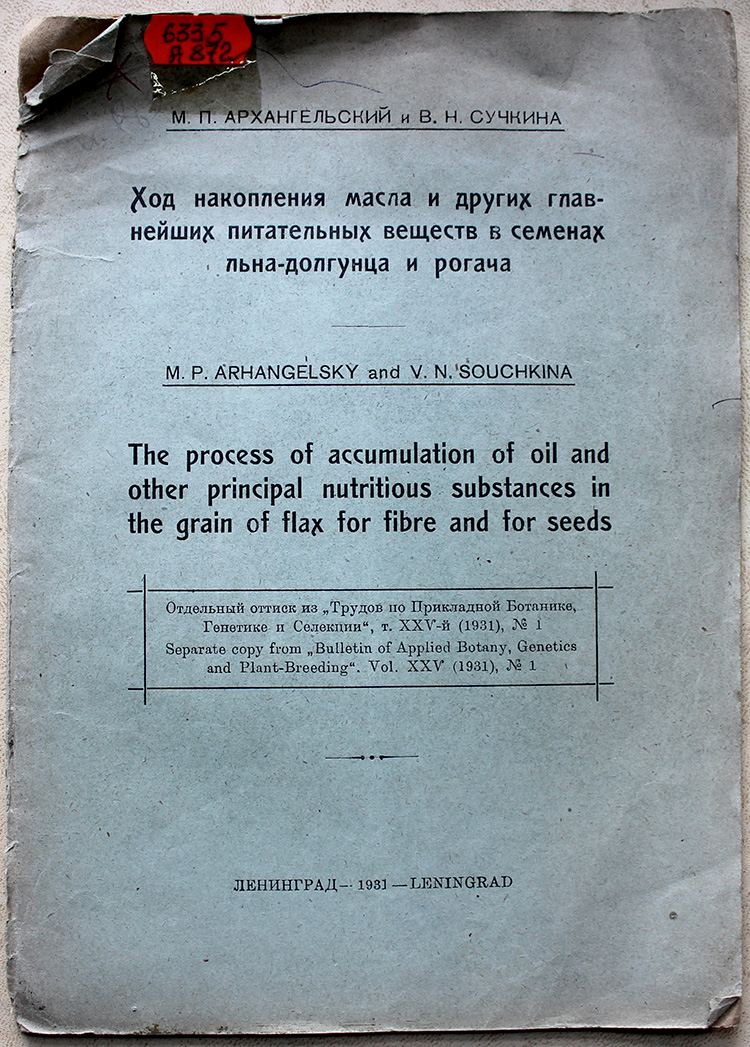 633.5
А 872
М. П. АРХАНГЕЛЬСКИЙ и В. Н. СУЧКИНА
Ход накопления масла и других глав-
нейших питательных веществ в семенах
льна-долгунца и рогача
M. P. ARHANGELSKY and V. N. SOUCHKINA
The process of accumulation of oil and
other principal nutritious substances in
the grain of flax for fibre and for seeds
Отдельный оттиск из „Трудов по Прикладной Ботанике,
Генетике и Селекции“, т. XXV-й (1931), № 1
Separate copy from „Bulletin of Applied Botany, Genetics
and Plant-Breeding“. Vol. XXV (1931), № 1
ЛЕНИНГРАД — 1931 — LENINGRAD